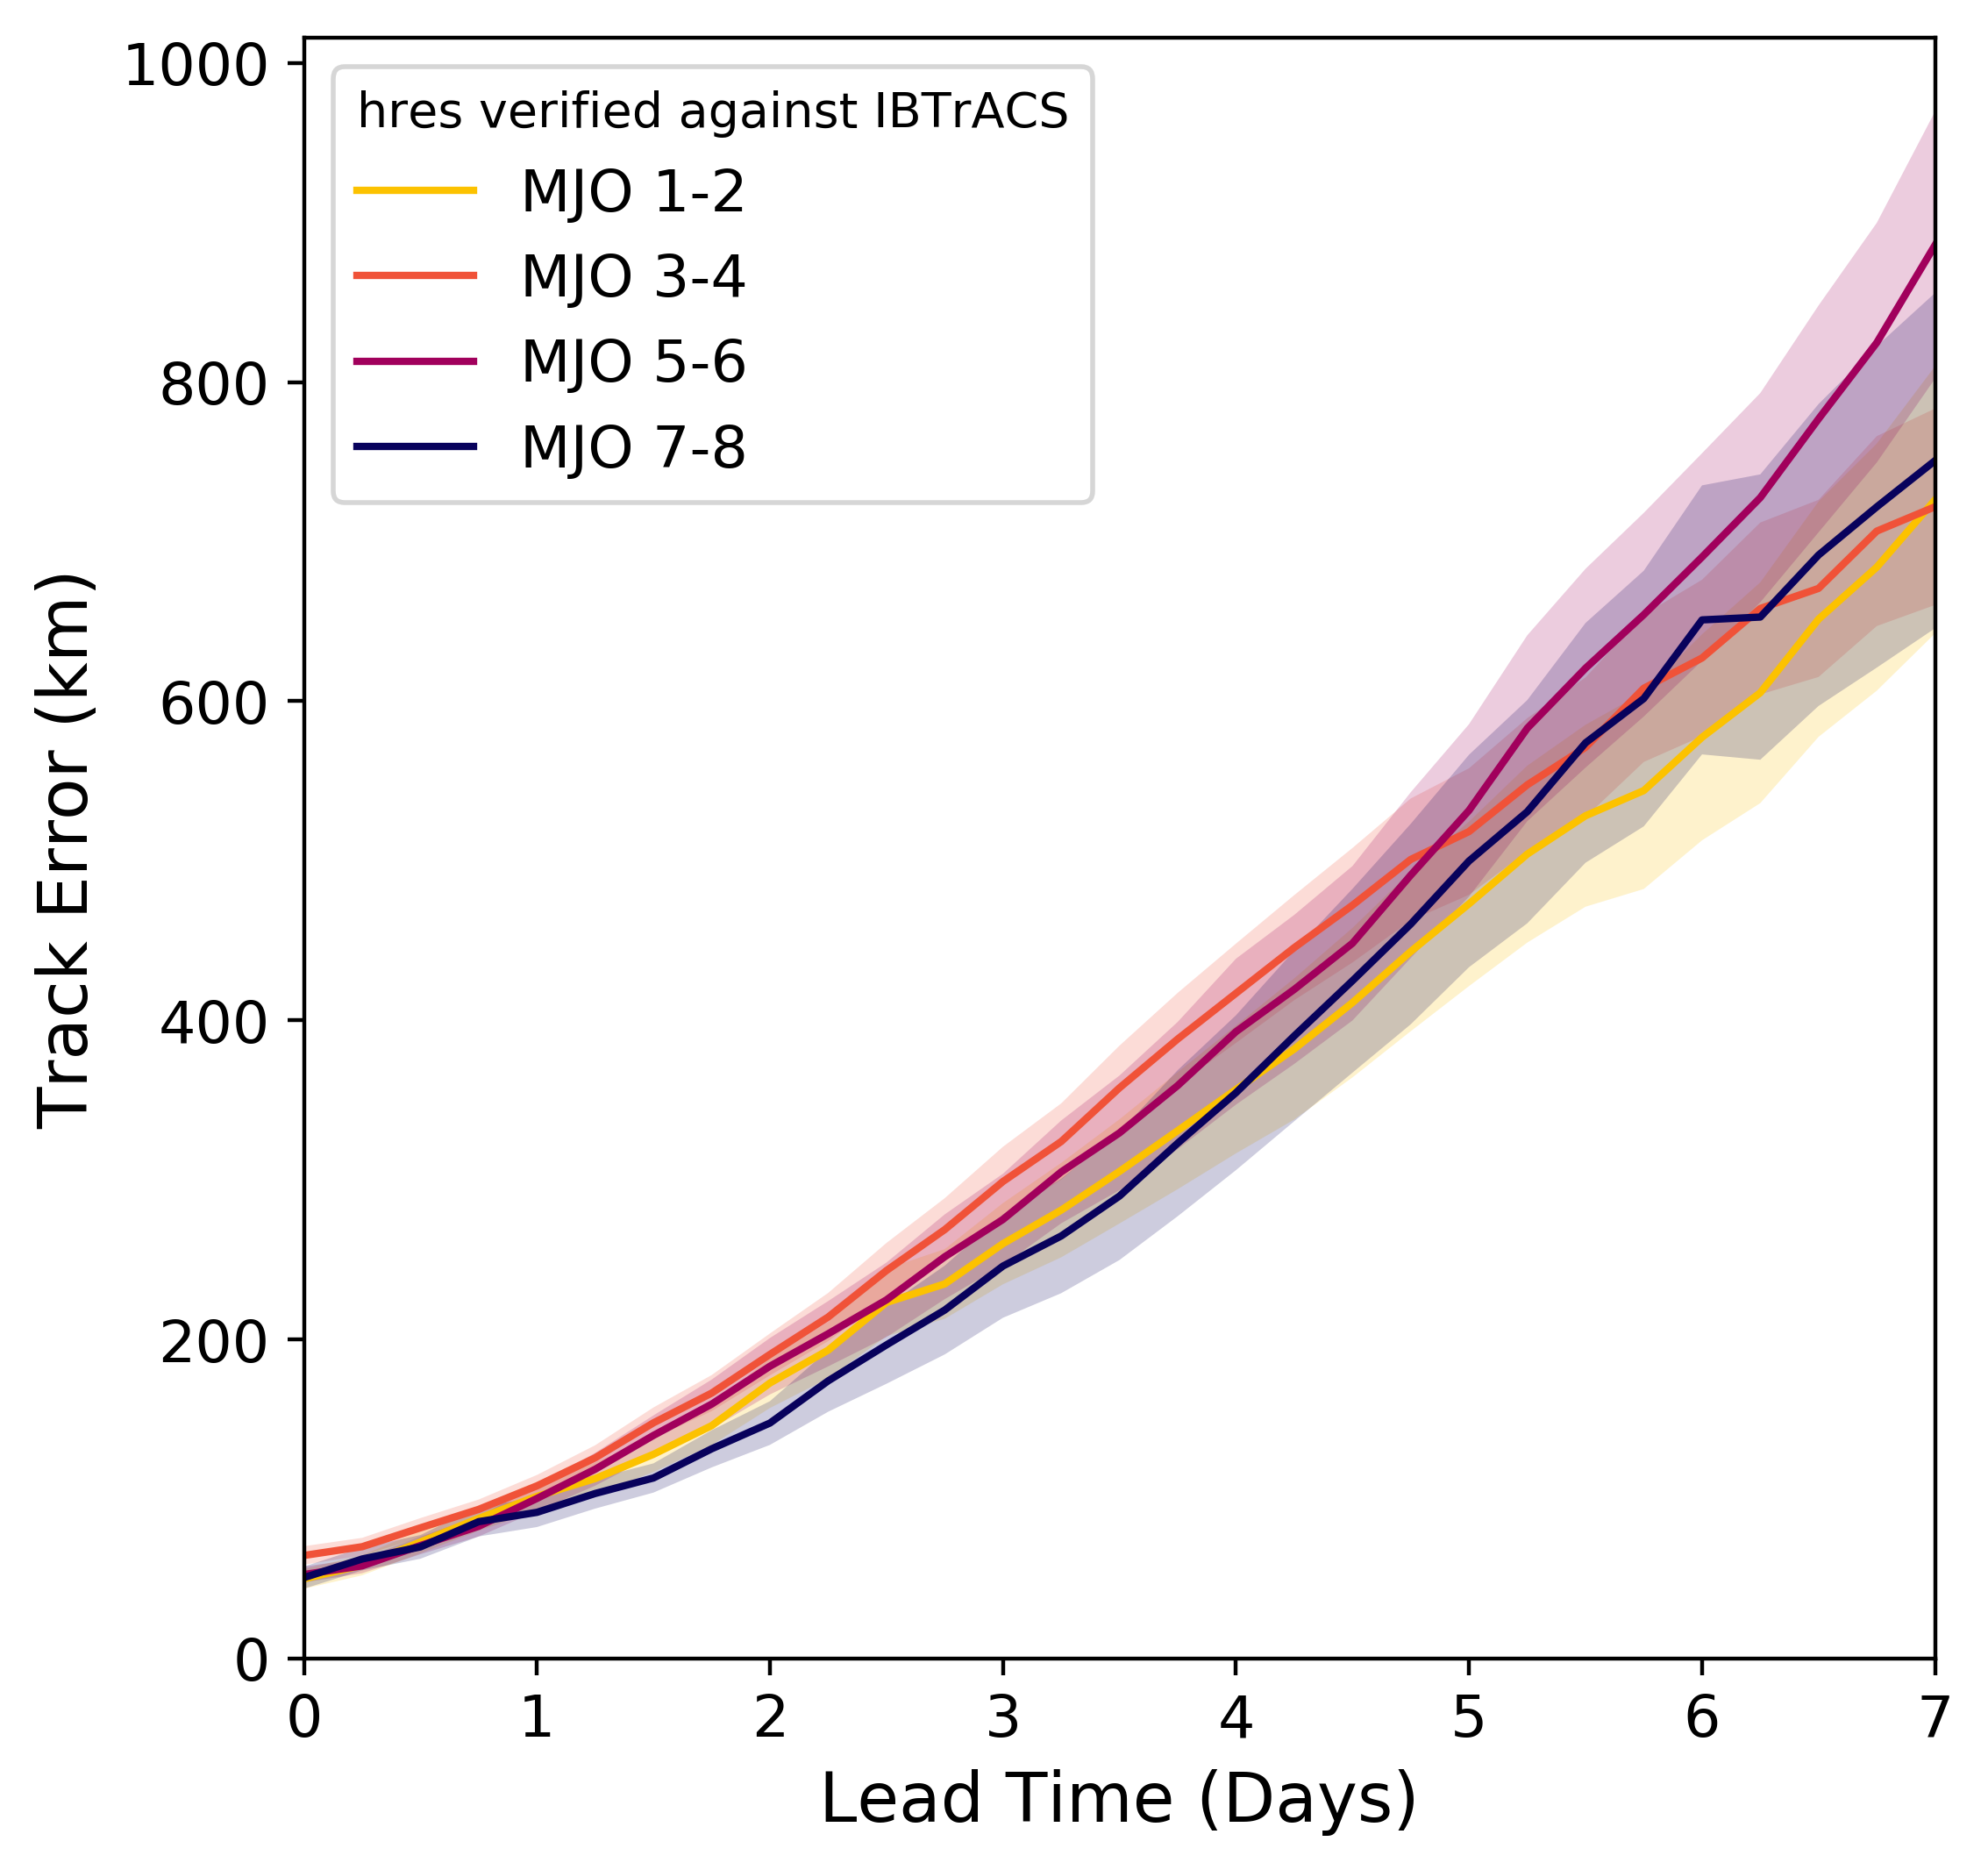 1000
800
600
400
200
0
Track Error (km)
hres verified against IBTrACS
MJO 1-2
MJO 3-4
MJO 5-6
MJO 7-8
0 1 2 3 4 5 6 7
Lead Time (Days)